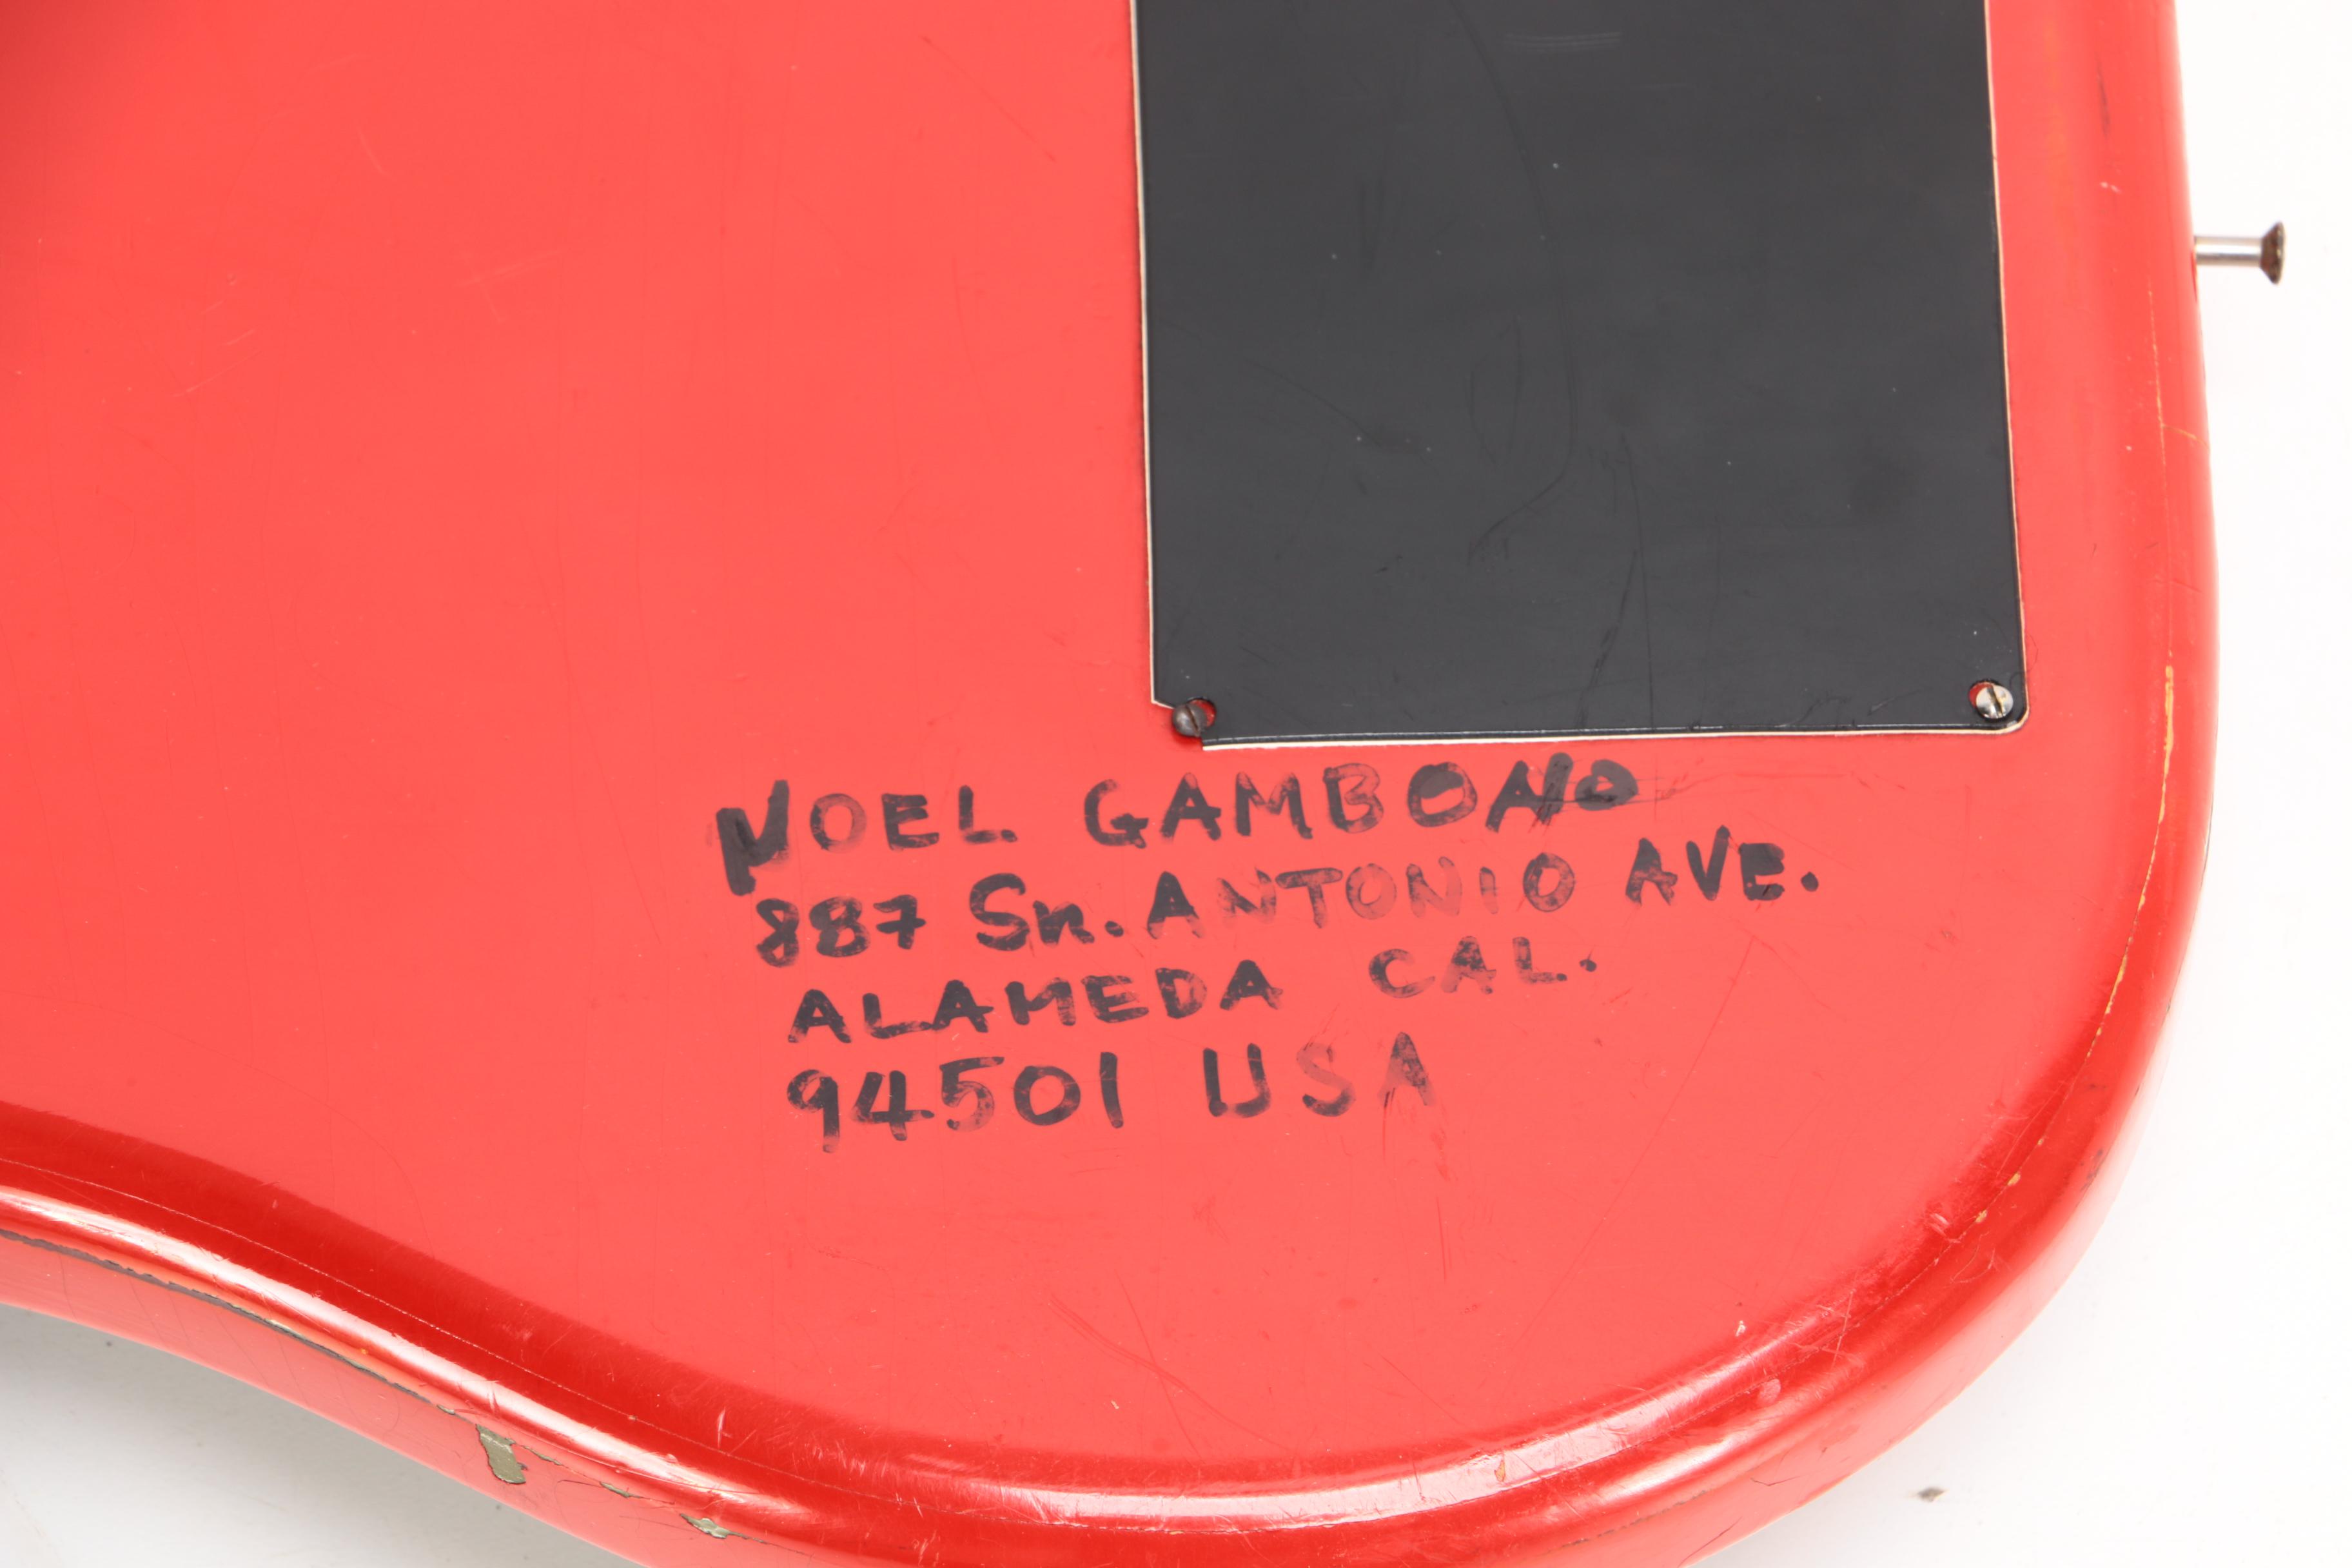 NOEL GAMBONO
887 Sn. ANTONIO AVE.
ALAMEDA CAL.
94501 USA